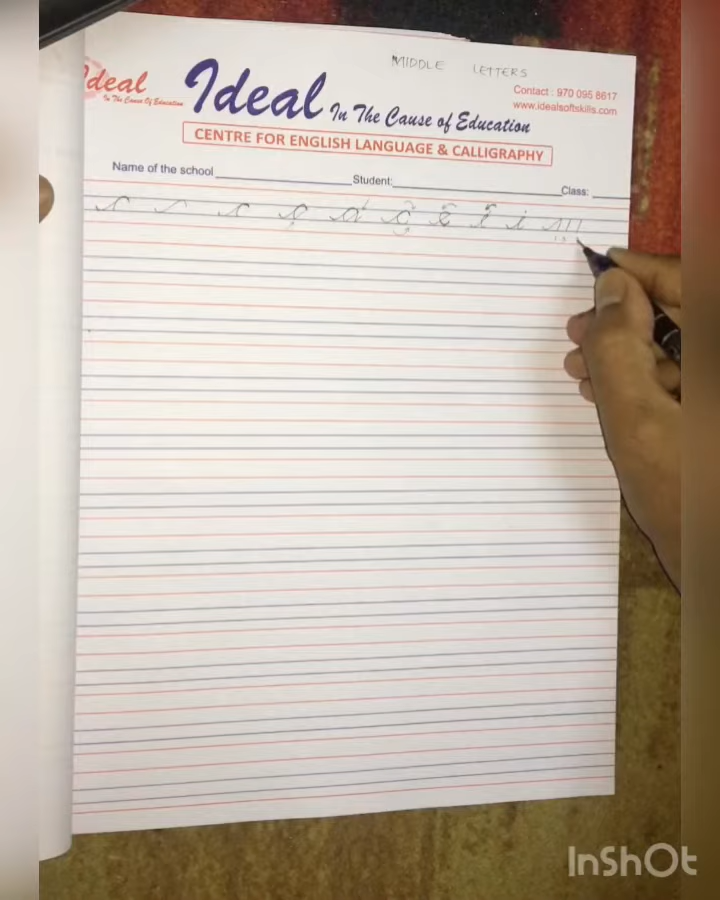 MIDDLE LETTERS
Ideal In The Cause of Education
deal
In The Cause Of Education
Contact : 970 095 8617
www.idealsoftskills.com
CENTRE FOR ENGLISH LANGUAGE & CALLIGRAPHY
Name of the school Student: Class:
InShOt